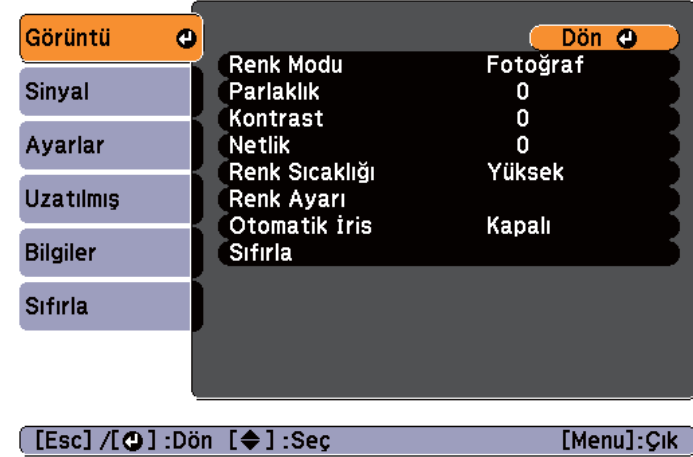 Görüntü
Sinyal
Ayarlar
Uzatılmış
Bilgiler
Sıfırla
Dön
Renk Modu Fotoğraf
Parlaklık 0
Kontrast 0
Netlik 0
Renk Sıcaklığı Yüksek
Renk Ayarı
Otomatik İris Kapalı
Sıfırla
[Esc] /[ ] :Dön [ ] :Seç [Menu]:Çık